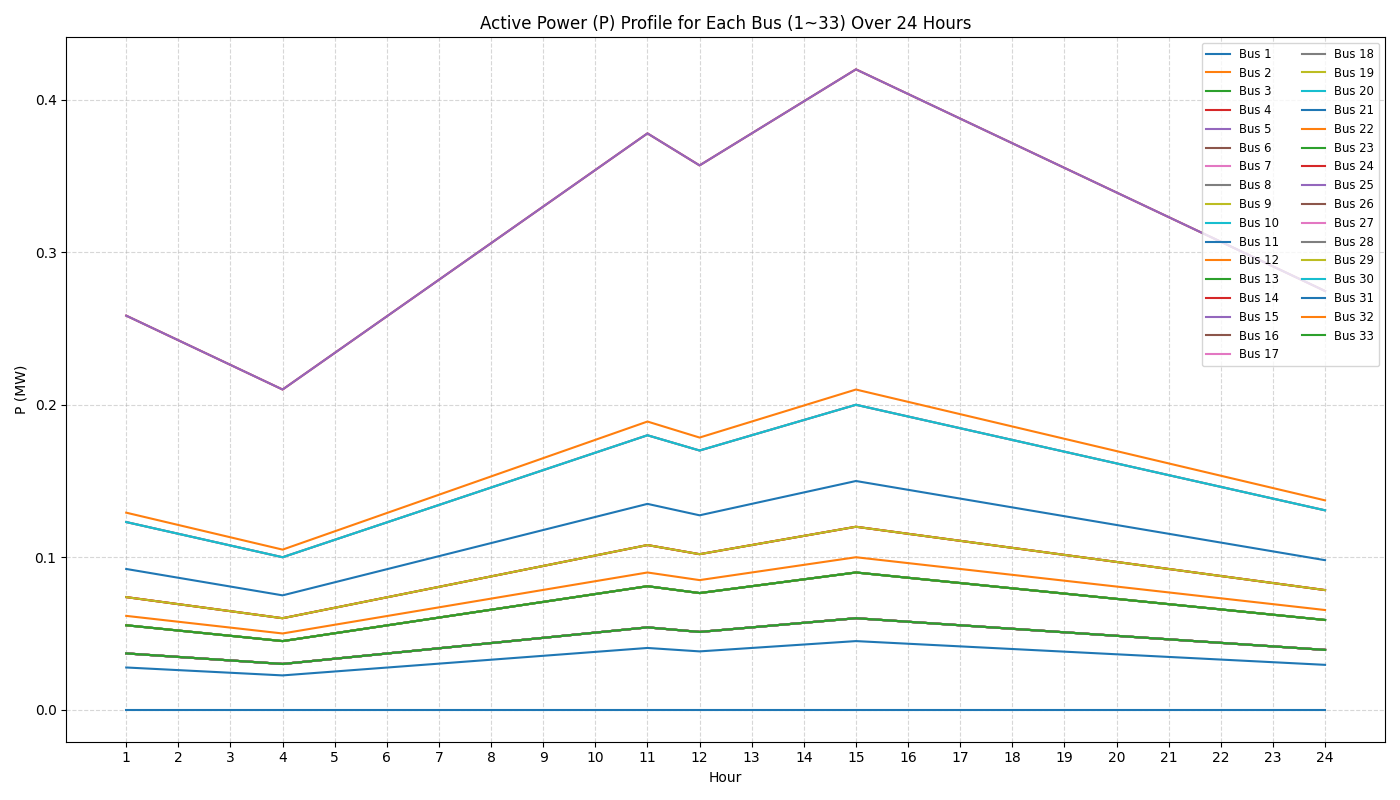 Active Power (P) Profile for Each Bus (1~33) Over 24 Hours
P (MW)
0.4
0.3
0.2
0.1
0.0
Bus 1
Bus 2
Bus 3
Bus 4
Bus 5
Bus 6
Bus 7
Bus 8
Bus 9
Bus 10
Bus 11
Bus 12
Bus 13
Bus 14
Bus 15
Bus 16
Bus 17
Bus 18
Bus 19
Bus 20
Bus 21
Bus 22
Bus 23
Bus 24
Bus 25
Bus 26
Bus 27
Bus 28
Bus 29
Bus 30
Bus 31
Bus 32
Bus 33
1 2 3 4 5 6 7 8 9 10 11 12 13 14 15 16 17 18 19 20 21 22 23 24
Hour